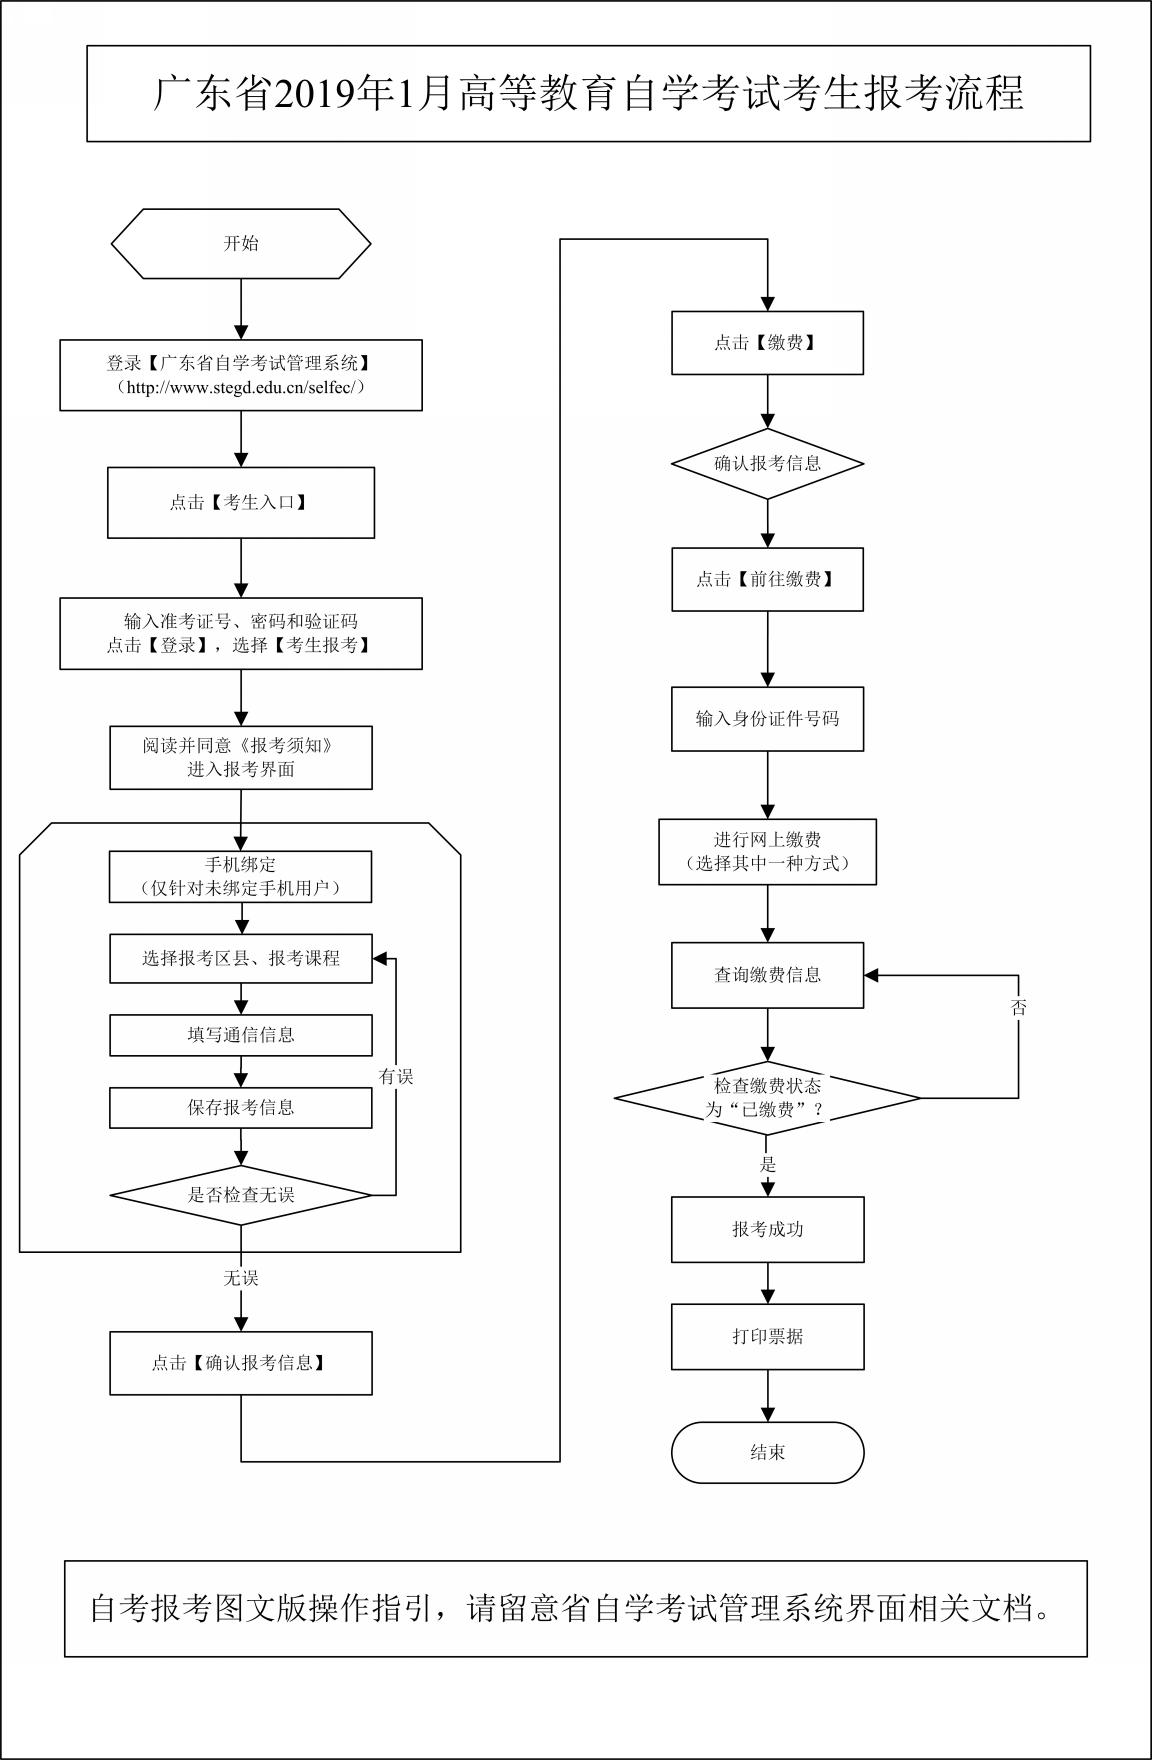 广东省2019年1月高等教育自学考试考生报考流程
开始
登录【广东省自学考试管理系统】
（http://www.stegd.edu.cn/selfec/）
点击【考生入口】
输入准考证号、密码和验证码
点击【登录】，选择【考生报考】
阅读并同意《报考须知》
进入报考界面
手机绑定
（仅针对未绑定手机用户）
选择报考区县、报考课程
填写通信信息
有误
保存报考信息
是否检查无误
无误
点击【确认报考信息】
点击【缴费】
确认报考信息
点击【前往缴费】
输入身份证件号码
进行网上缴费
（选择其中一种方式）
查询缴费信息
否
检查缴费状态
为“已缴费”？
是
报考成功
打印票据
结束
自考报考图文版操作指引，请留意省自学考试管理系统界面相关文档。